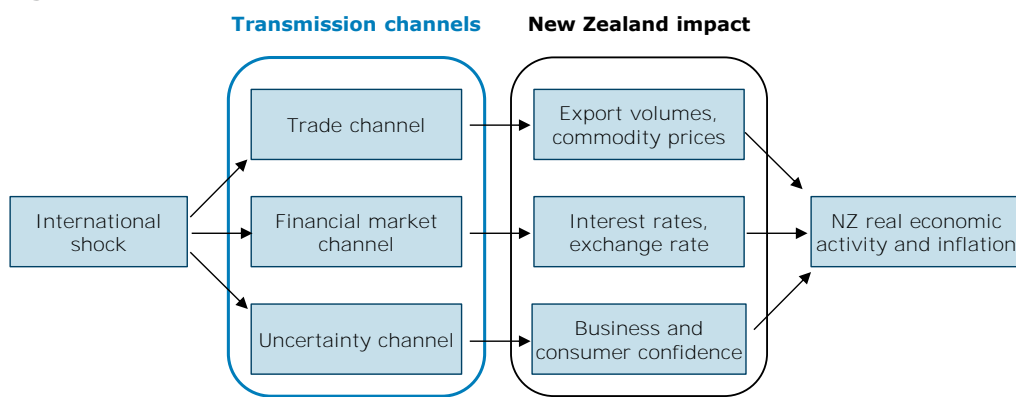 Transmission channels
New Zealand impact
International
shock
Trade channel
Financial market
channel
Uncertainty channel
Export volumes,
commodity prices
Interest rates,
exchange rate
Business and
consumer confidence
NZ real economic
activity and inflation